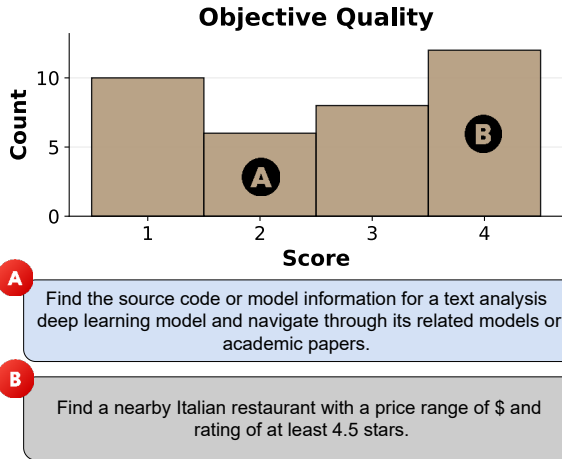 Objective Quality
Count
10
5
0
A
B
1 2 3 4
Score
A
Find the source code or model information for a text analysis
deep learning model and navigate through its related models or
academic papers.
B
Find a nearby Italian restaurant with a price range of $ and
rating of at least 4.5 stars.